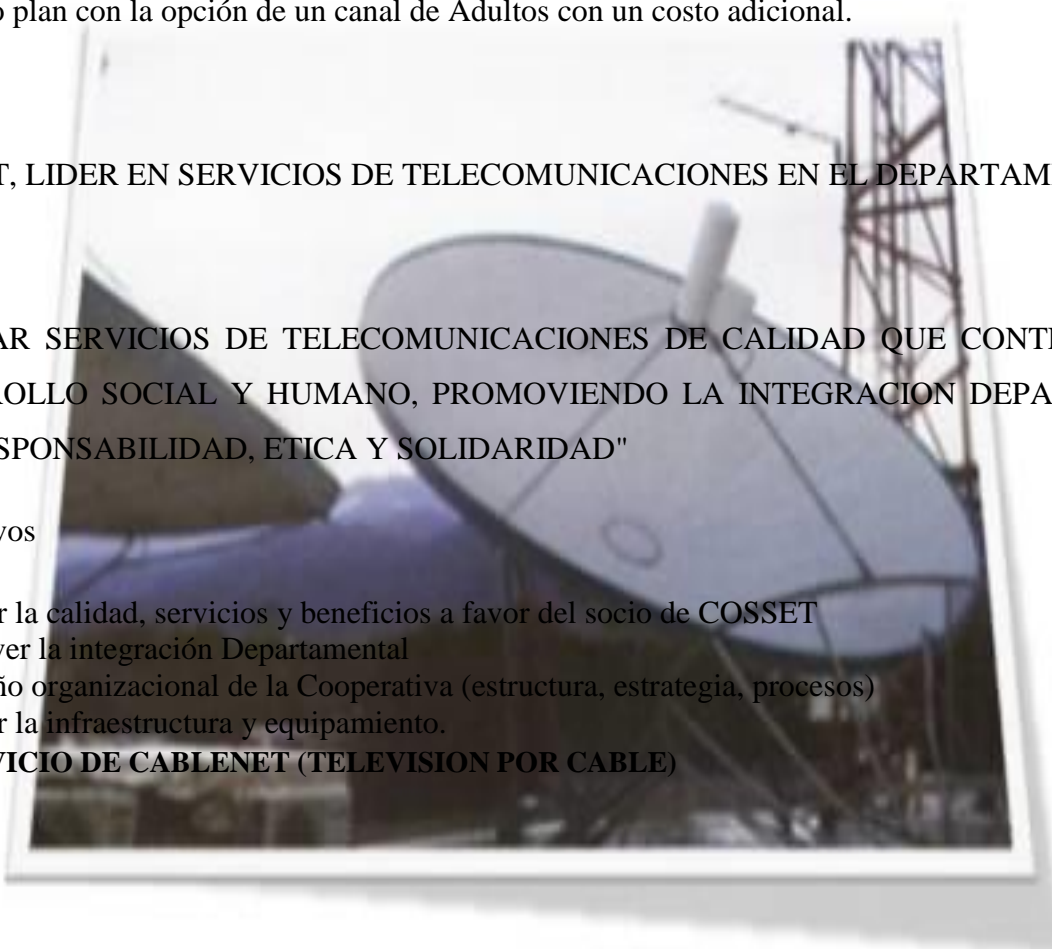 o plan con la opción de un canal de Adultos con un costo adicional.
T, LIDER EN SERVICIOS DE TELECOMUNICACIONES EN EL DEPARTAM
AR SERVICIOS DE TELECOMUNICACIONES DE CALIDAD QUE CONT
ROLLO SOCIAL Y HUMANO, PROMOVIENDO LA INTEGRACION DEPA
SPONSABILIDAD, ETICA Y SOLIDARIDAD"
vos
r la calidad, servicios y beneficios a favor del socio de COSSET
ver la integración Departamental
ño organizacional de la Cooperativa (estructura, estrategia, procesos)
r la infraestructura y equipamiento.
VICIO DE CABLENET (TELEVISION POR CABLE)